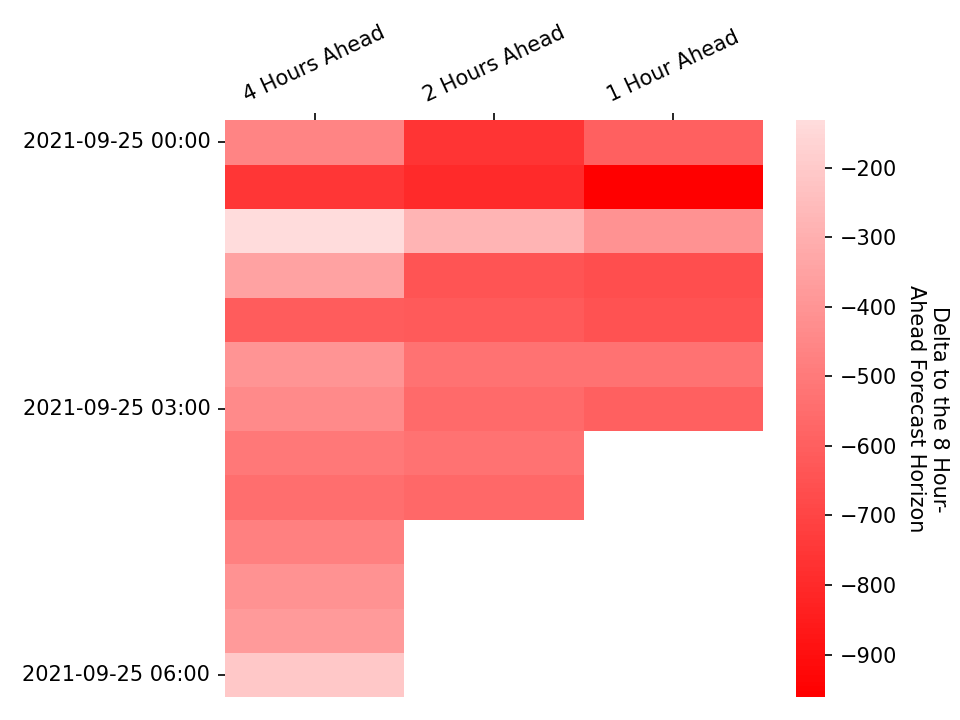 4 Hours Ahead
2 Hours Ahead
1 Hour Ahead
2021-09-25 00:00
2021-09-25 03:00
2021-09-25 06:00
−200
−300
−400
−500
−600
−700
−800
−900
Delta to the 8 Hour-
Ahead Forecast Horizon